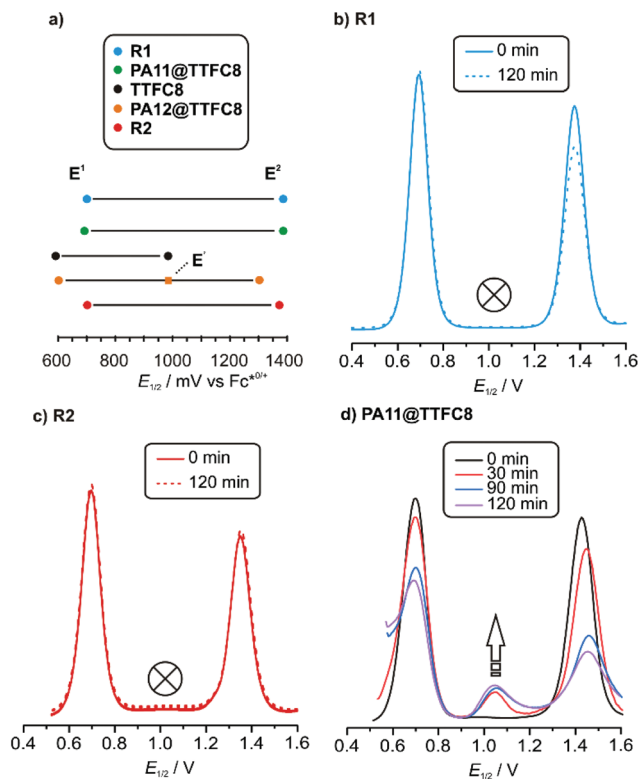 a)
R1
PA11@TTFC8
TTFC8
PA12@TTFC8
R2
E¹ E²
E'
600 800 1000 1200 1400
E1/2 / mV vs Fc*0/+
b) R1
0 min
120 min
0.4 0.6 0.8 1.0 1.2 1.4 1.6
E1/2 / V
c) R2
0 min
120 min
0.4 0.6 0.8 1.0 1.2 1.4 1.6
E1/2 / V
d) PA11@TTFC8
0 min
30 min
90 min
120 min
0.4 0.6 0.8 1.0 1.2 1.4 1.6
E1/2 / V